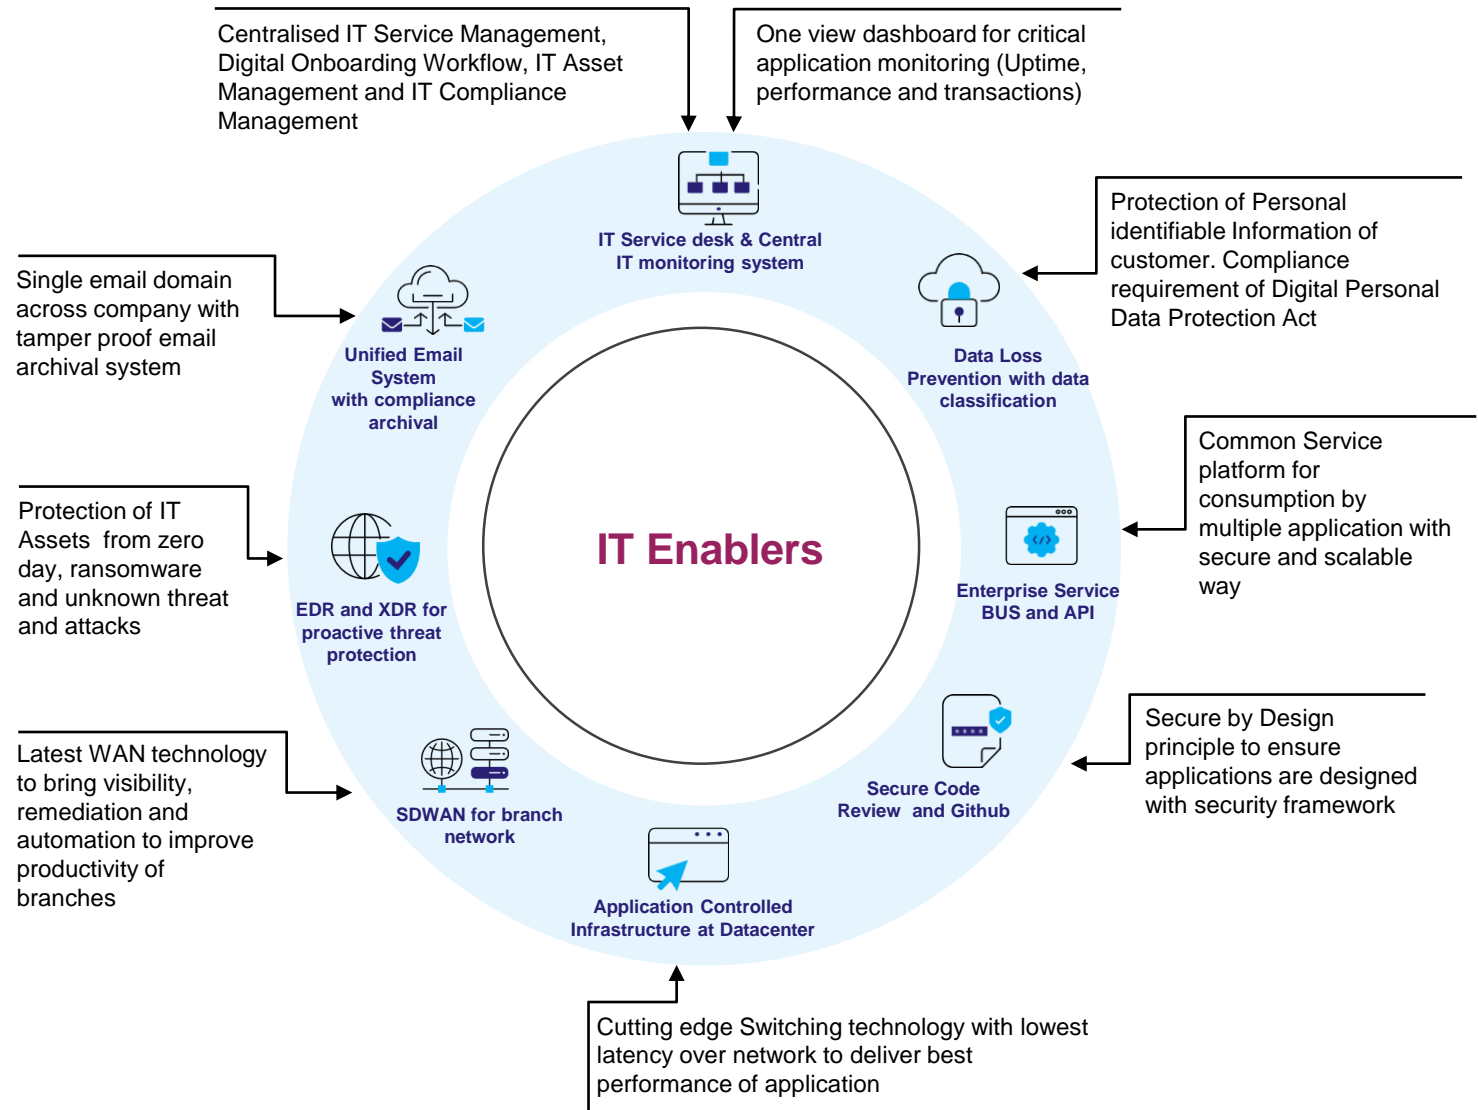 Centralised IT Service Management,
Digital Onboarding Workflow, IT Asset
Management and IT Compliance
Management
One view dashboard for critical
application monitoring (Uptime,
performance and transactions)
IT Service desk & Central
IT monitoring system
Protection of Personal
identifiable Information of
customer. Compliance
requirement of Digital Personal
Data Protection Act
Data Loss
Prevention with data
classification
Common Service
platform for
consumption by
multiple application with
secure and scalable
way
Enterprise Service
BUS and API
Secure by Design
principle to ensure
applications are designed
with security framework
Secure Code
Review and Github
Cutting edge Switching technology with lowest
latency over network to deliver best
performance of application
Application Controlled
Infrastructure at Datacenter
Latest WAN technology
to bring visibility,
remediation and
automation to improve
productivity of
branches
SDWAN for branch
network
Protection of IT
Assets from zero
day, ransomware
and unknown threat
and attacks
EDR and XDR for
proactive threat
protection
Single email domain
across company with
tamper proof email
archival system
Unified Email
System
with compliance
archival
IT Enablers